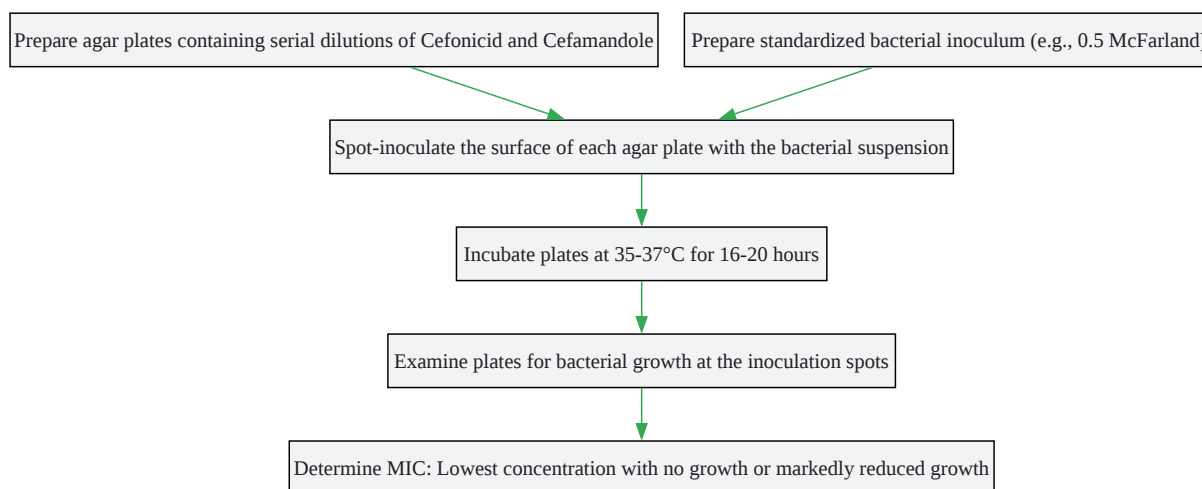 Prepare agar plates containing serial dilutions of Cefonicid and Cefamandole
Prepare standardized bacterial inoculum (e.g., 0.5 McFarland)
Spot-inoculate the surface of each agar plate with the bacterial suspension
Incubate plates at 35-37°C for 16-20 hours
Examine plates for bacterial growth at the inoculation spots
Determine MIC: Lowest concentration with no growth or markedly reduced growth